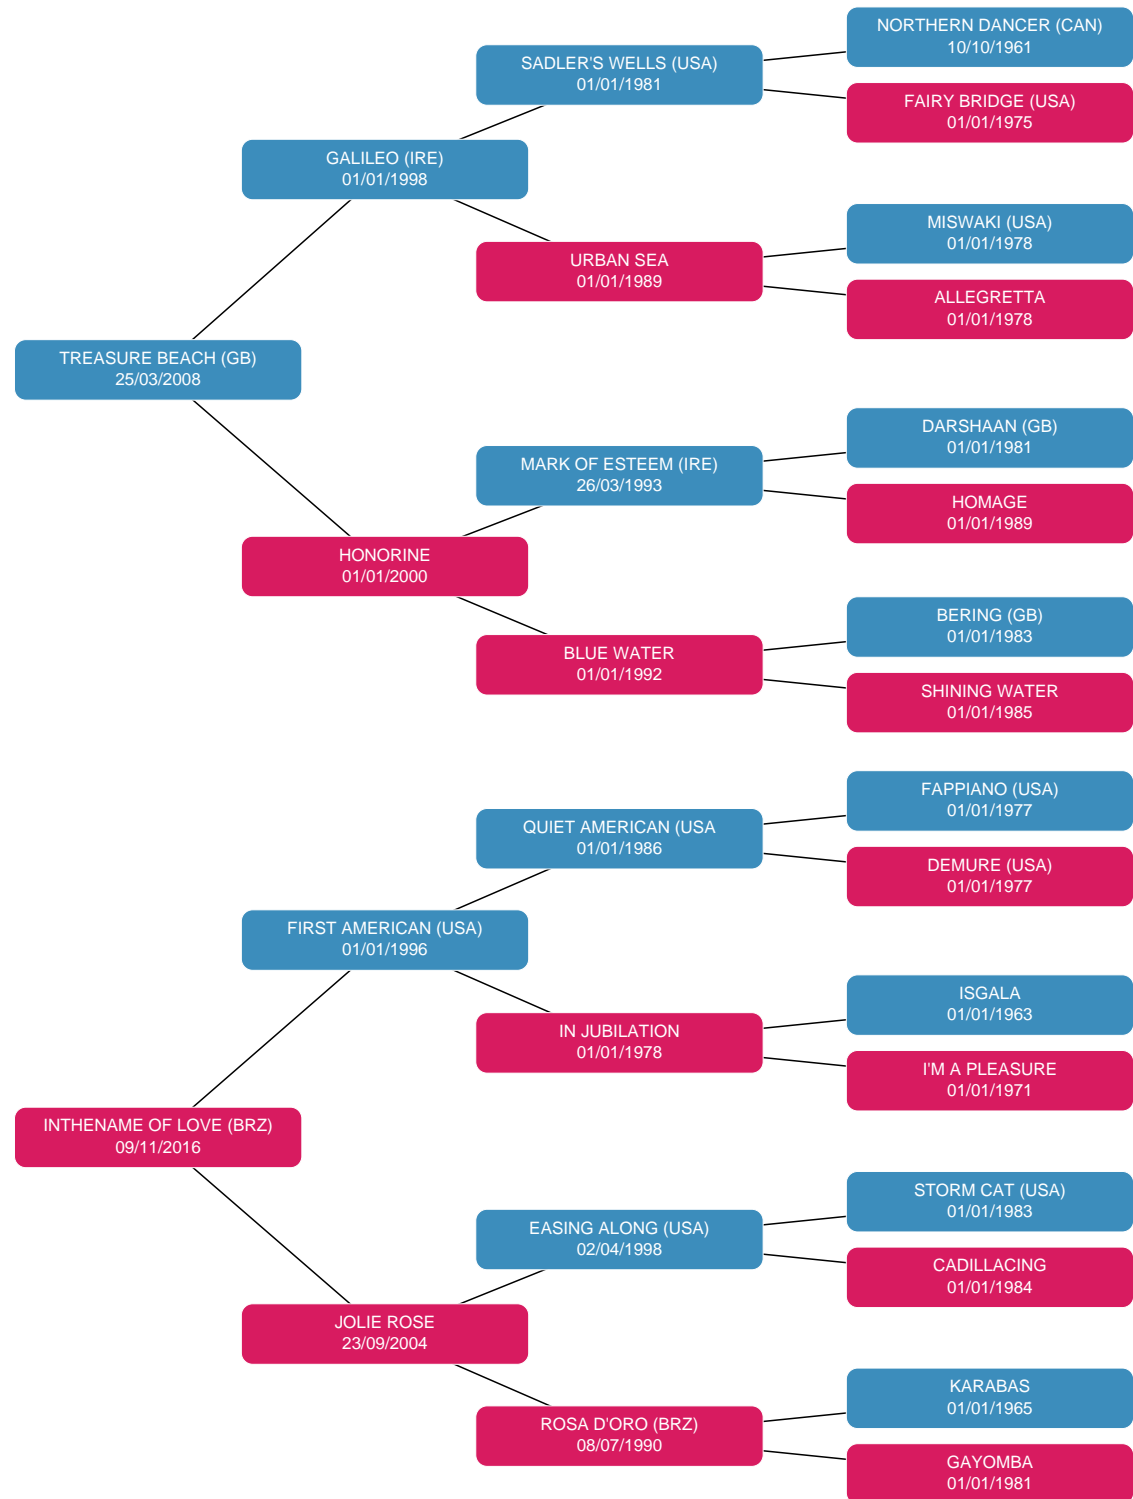 NORTHERN DANCER (CAN)
10/10/1961
SADLER'S WELLS (USA)
01/01/1981
FAIRY BRIDGE (USA)
01/01/1975
GALILEO (IRE)
01/01/1998
MISWAKI (USA)
01/01/1978
URBAN SEA
01/01/1989
ALLEGRETTA
01/01/1978
TREASURE BEACH (GB)
25/03/2008
DARSHAAN (GB)
01/01/1981
MARK OF ESTEEM (IRE)
26/03/1993
HOMAGE
01/01/1989
HONORINE
01/01/2000
BERING (GB)
01/01/1983
BLUE WATER
01/01/1992
SHINING WATER
01/01/1985
FAPPIANO (USA)
01/01/1977
QUIET AMERICAN (USA
01/01/1986
DEMURE (USA)
01/01/1977
FIRST AMERICAN (USA)
01/01/1996
ISGALA
01/01/1963
IN JUBILATION
01/01/1978
I'M A PLEASURE
01/01/1971
INTHENAME OF LOVE (BRZ)
09/11/2016
STORM CAT (USA)
01/01/1983
EASING ALONG (USA)
02/04/1998
CADILLACING
01/01/1984
JOLIE ROSE
23/09/2004
KARABAS
01/01/1965
ROSA D'ORO (BRZ)
08/07/1990
GAYOMBA
01/01/1981